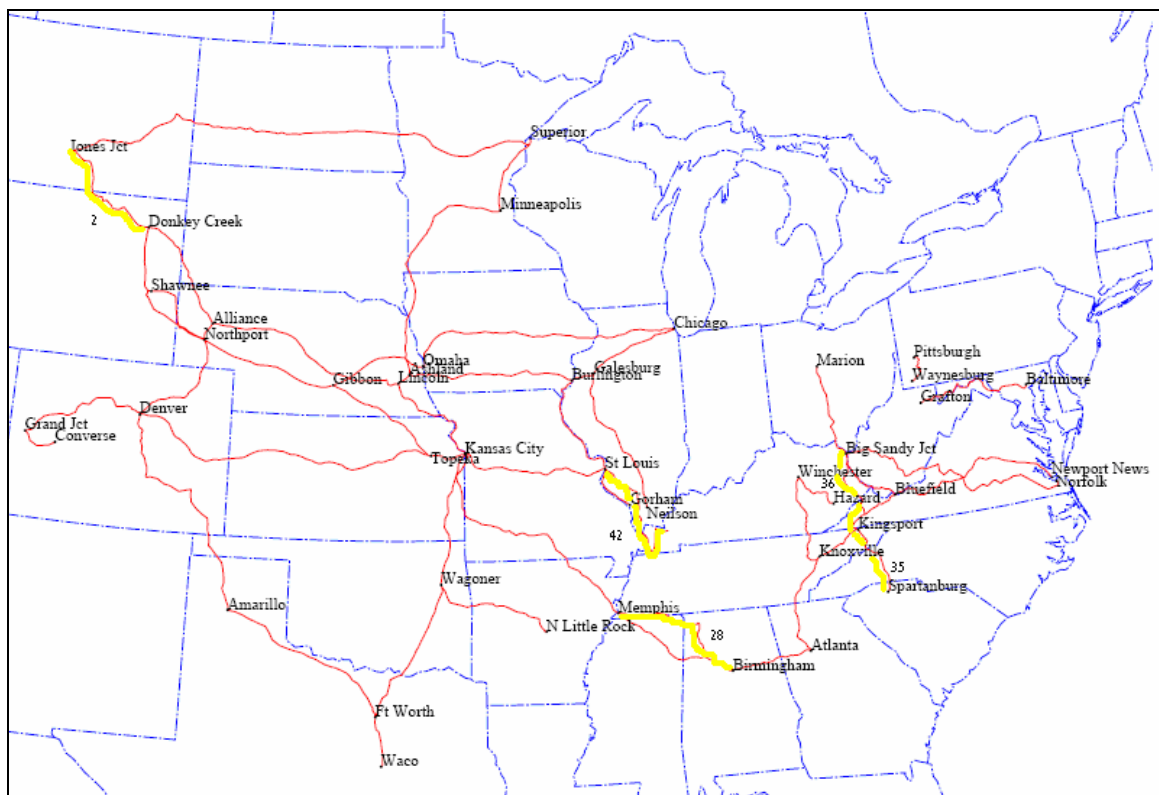 Superior
Jones Jct
Minneapolis
2
Donkey Creek
Shawnee
Alliance
Northport
Chicago
Omaha
Ashland
Galesburg
Gibbon
Lincoln
Burlington
Marion
Pittsburgh
Waynesburg
Baltimore
Grafton
Denver
Grand Jct
Converse
Topeka
Kansas City
St Louis
Big Sandy Jct
Winchester
Newport News
Norfolk
36
Hazard
Bluefield
Gorham
Neilson
Kingsport
42
Knoxville
35
Spartanburg
Wagoner
Amarillo
Memphis
N Little Rock
28
Atlanta
Birmingham
Ft Worth
Waco